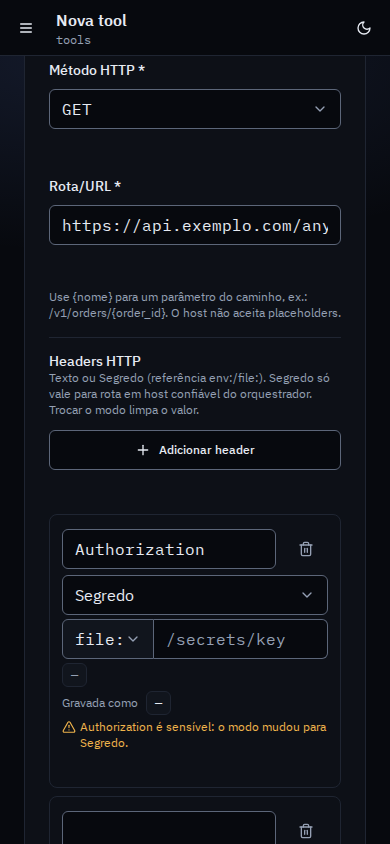 Nova tool
tools
Método HTTP *
GET
Rota/URL *
https://api.exemplo.com/any
Use {nome} para um parâmetro do caminho, ex.:
/v1/orders/{order_id}. O host não aceita placeholders.
Headers HTTP
Texto ou Segredo (referência env:/file:). Segredo só
vale para rota em host confiável do orquestrador.
Trocar o modo limpa o valor.
+ Adicionar header
Authorization
Segredo
file: /secrets/key
—
Gravada como —
Authorization é sensível: o modo mudou para
Segredo.